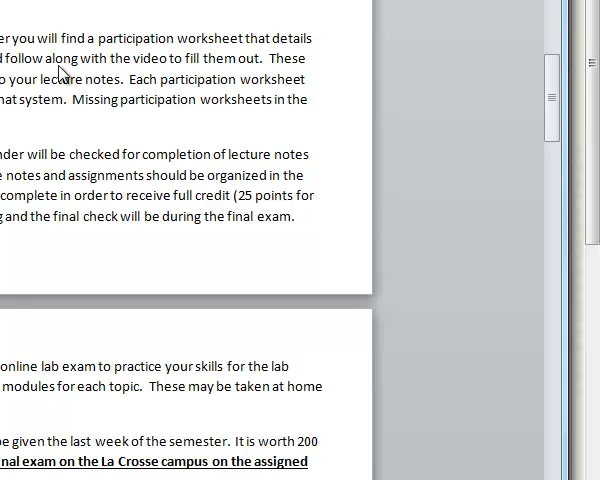 er you will find a participation worksheet that details
follow along with the video to fill them out. These
o your lecture notes. Each participation worksheet
hat system. Missing participation worksheets in the
nder will be checked for completion of lecture notes
e notes and assignments should be organized in the
complete in order to receive full credit (25 points for
g and the final check will be during the final exam.
online lab exam to practice your skills for the lab
modules for each topic. These may be taken at home
be given the last week of the semester. It is worth 200
nal exam on the La Crosse campus on the assigned